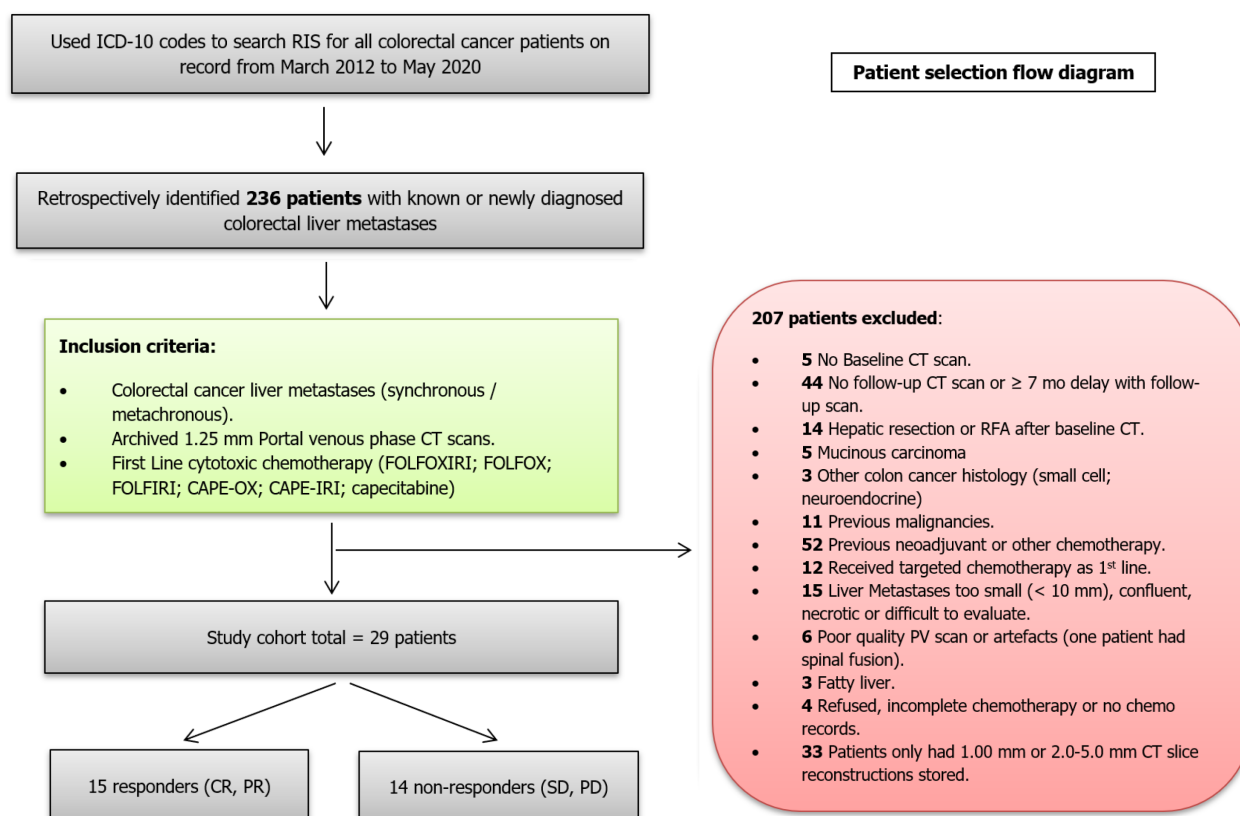 Used ICD-10 codes to search RIS for all colorectal cancer patients on
record from March 2012 to May 2020
Patient selection flow diagram
Retrospectively identified 236 patients with known or newly diagnosed
colorectal liver metastases
Inclusion criteria:
• Colorectal cancer liver metastases (synchronous /
metachronous).
• Archived 1.25 mm Portal venous phase CT scans.
• First Line cytotoxic chemotherapy (FOLFOXIRI; FOLFOX;
FOLFIRI; CAPE-OX; CAPE-IRI; capecitabine)
207 patients excluded:
• 5 No Baseline CT scan.
• 44 No follow-up CT scan or ≥ 7 mo delay with follow-
up scan.
• 14 Hepatic resection or RFA after baseline CT.
• 5 Mucinous carcinoma
• 3 Other colon cancer histology (small cell;
neuroendocrine)
• 11 Previous malignancies.
• 52 Previous neoadjuvant or other chemotherapy.
• 12 Received targeted chemotherapy as 1st line.
• 15 Liver Metastases too small (< 10 mm), confluent,
necrotic or difficult to evaluate.
• 6 Poor quality PV scan or artefacts (one patient had
spinal fusion).
• 3 Fatty liver.
• 4 Refused, incomplete chemotherapy or no chemo
records.
• 33 Patients only had 1.00 mm or 2.0-5.0 mm CT slice
reconstructions stored.
Study cohort total = 29 patients
15 responders (CR, PR)
14 non-responders (SD, PD)